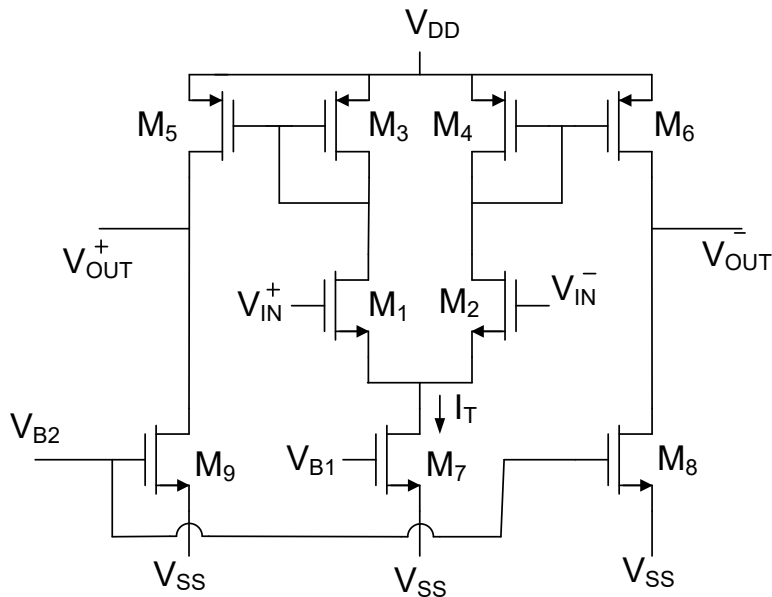 V_DD
M_5
M_3
M_4
M_6
V_OUT^+
V_OUT^-
V_IN^+
M_1
M_2
V_IN^-
I_T
V_B2
M_9
V_B1
M_7
M_8
V_SS
V_SS
V_SS